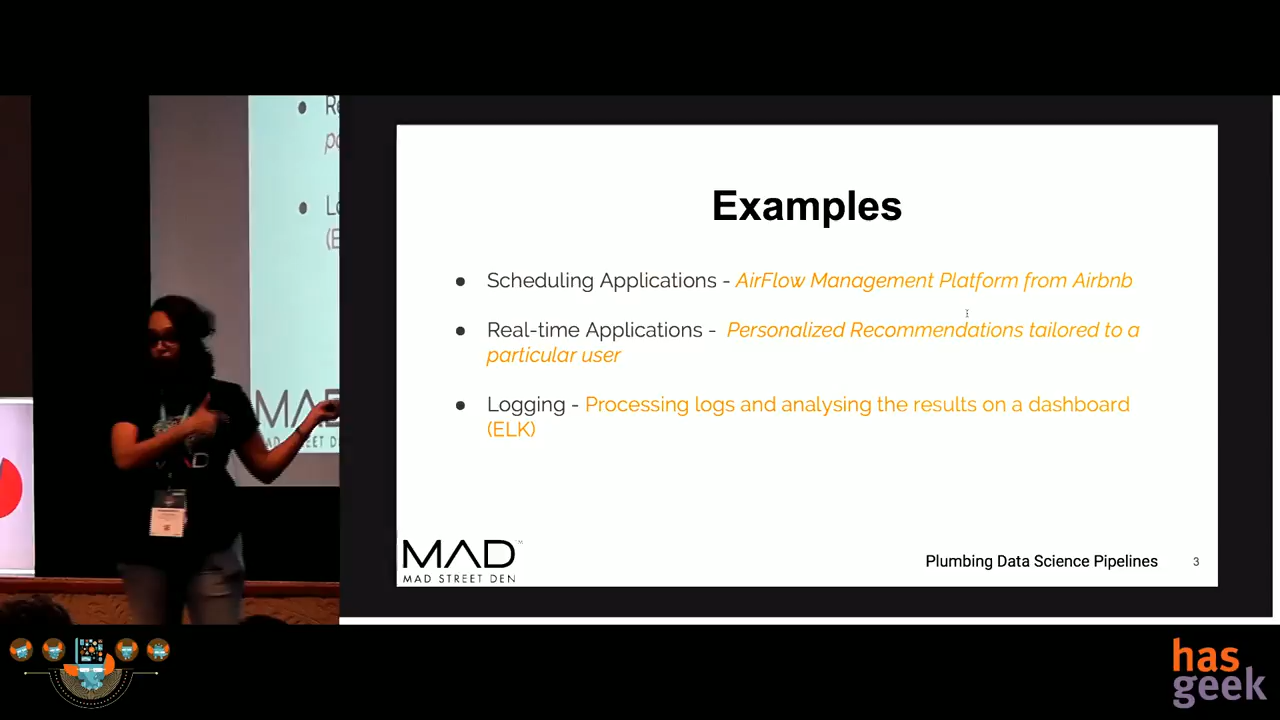 Examples
● Scheduling Applications - AirFlow Management Platform from Airbnb
● Real-time Applications - Personalized Recommendations tailored to a
particular user
● Logging - Processing logs and analysing the results on a dashboard
(ELK)
MAD
MAD STREET DEN
Plumbing Data Science Pipelines 3
MAD
has
geek